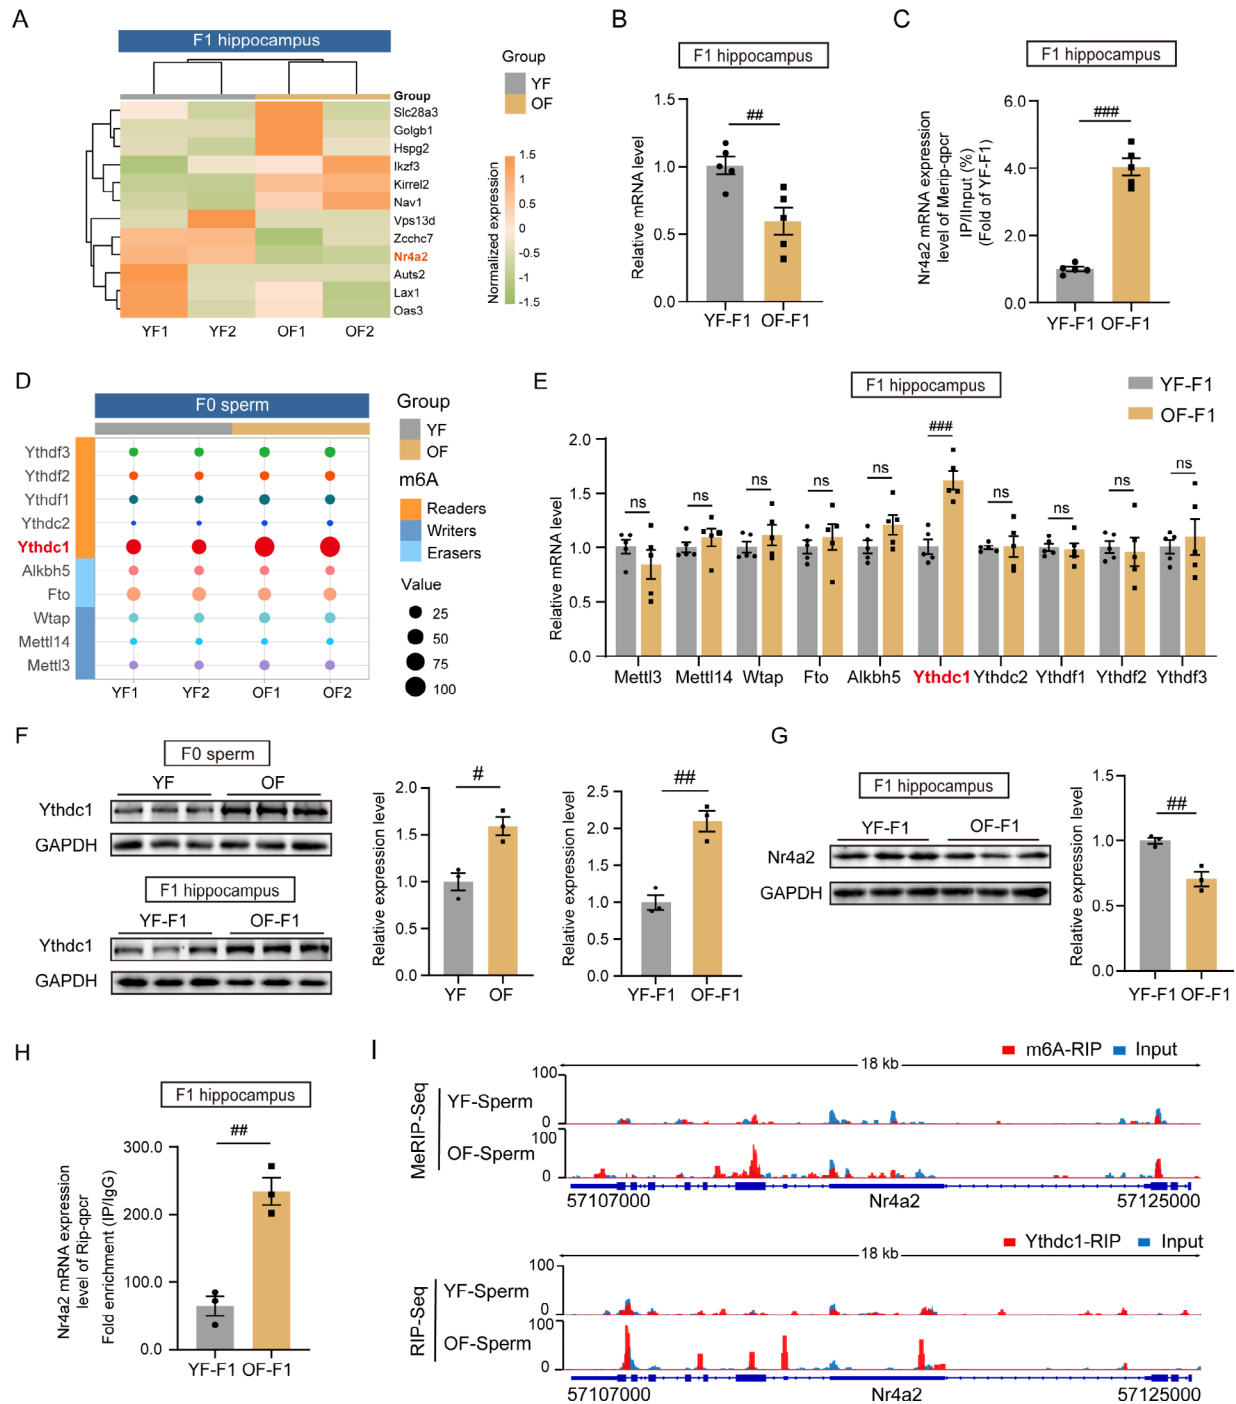 A
F1 hippocampus
Group
YF
OF
Group
Slc28a3
Golgb1
Hspg2
Ikzf3
Kirrel2
Nav1
Vps13d
Zcchc7
Nr4a2
Auts2
Lax1
Oas3
YF1 YF2 OF1 OF2
Normalized expression
1.5
1
0.5
0
-0.5
-1
-1.5
B
F1 hippocampus
Relative mRNA level
1.5
1.0
0.5
0.0
##
YF-F1 OF-F1
C
F1 hippocampus
Nr4a2 mRNA expression
level of Merip-qpcr
IP/IInput (%)
(Fold of YF-F1)
6.0
4.0
2.0
0.0
###
YF-F1 OF-F1
D
F0 sperm
Ythdf3
Ythdf2
Ythdf1
Ythdc2
Ythdc1
Alkbh5
Fto
Wtap
Mettl14
Mettl3
YF1 YF2 OF1 OF2
Group
YF
OF
m6A
Readers
Writers
Erasers
Value
25
50
75
100
E
F1 hippocampus
YF-F1
OF-F1
Relative mRNA level
2.0
1.5
1.0
0.5
0.0
ns ns ns ns ns ### ns ns ns ns
Mettl3 Mettl14 Wtap Fto Alkbh5 Ythdc1 Ythdc2 Ythdf1 Ythdf2 Ythdf3
F
F0 sperm
YF OF
Ythdc1
GAPDH
F1 hippocampus
YF-F1 OF-F1
Ythdc1
GAPDH
Relative expression level
2.0
1.5
1.0
0.5
0.0
#
YF OF
Relative expression level
2.5
2.0
1.5
1.0
0.5
0.0
##
YF-F1 OF-F1
G
F1 hippocampus
YF-F1 OF-F1
Nr4a2
GAPDH
Relative expression level
1.5
1.0
0.5
0.0
##
YF-F1 OF-F1
H
F1 hippocampus
Nr4a2 mRNA expression
level of Rip-qpcr
Fold enrichment (IP/IgG)
300.0
200.0
100.0
0.0
##
YF-F1 OF-F1
I
m6A-RIP Input
18 kb
MeRIP-Seq
YF-Sperm
100
0
OF-Sperm
100
0
57107000 Nr4a2 57125000
Ythdc1-RIP Input
18 kb
RIP-Seq
YF-Sperm
100
0
OF-Sperm
100
0
57107000 Nr4a2 57125000